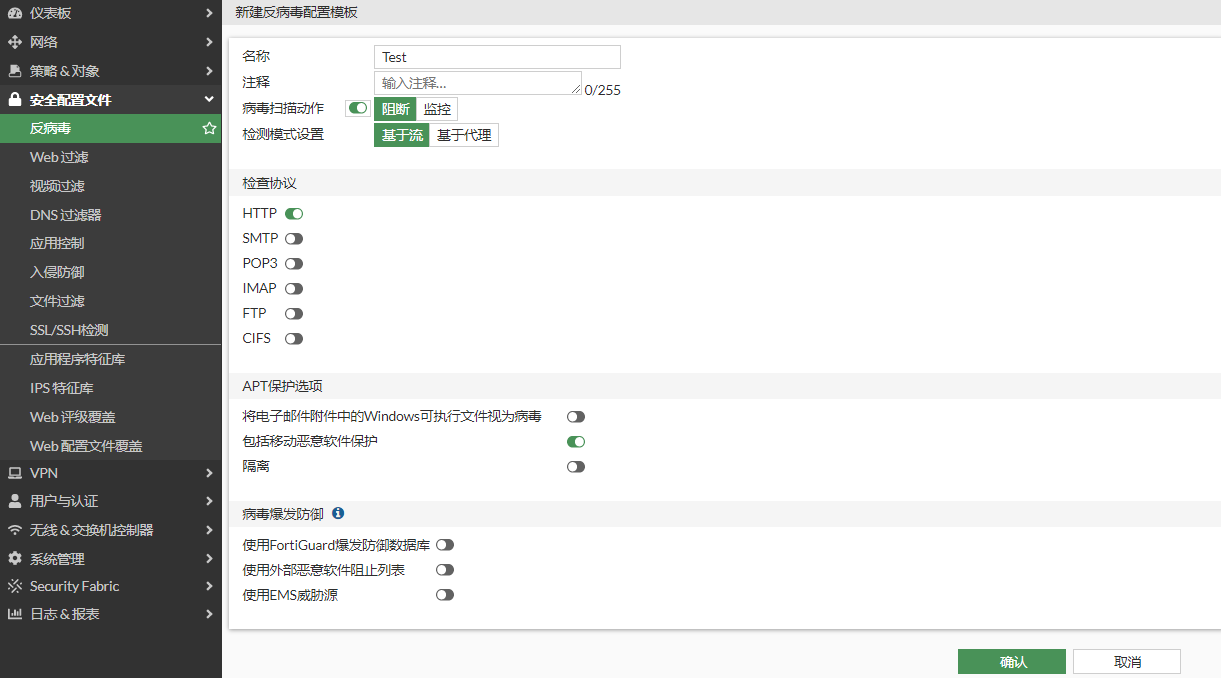 仪表板
网络
策略 & 对象
安全配置文件
反病毒
Web 过滤
视频过滤
DNS 过滤器
应用控制
入侵防御
文件过滤
SSL/SSH检测
应用程序特征库
IPS 特征库
Web 评级覆盖
Web 配置文件覆盖
VPN
用户与认证
无线 & 交换机控制器
系统管理
Security Fabric
日志 & 报表
新建反病毒配置模板
名称 Test
注释 输入注释... 0/255
病毒扫描动作 阻断 监控
检测模式设置 基于流 基于代理
检查协议
HTTP
SMTP
POP3
IMAP
FTP
CIFS
APT保护选项
将电子邮件附件中的Windows可执行文件视为病毒
包括移动恶意软件保护
隔离
病毒爆发防御
使用FortiGuard爆发防御数据库
使用外部恶意软件阻止列表
使用EMS威胁源
确认 取消